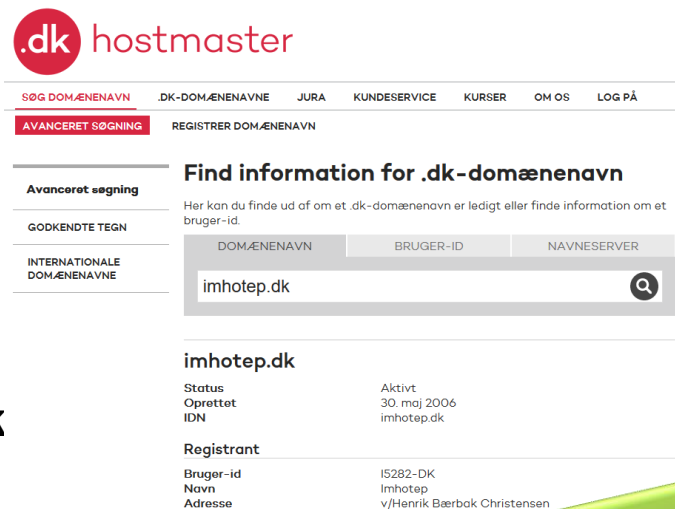 .dk hostmaster
SØG DOMÆNENAVN .DK-DOMÆNENAVNE JURA KUNDESERVICE KURSER OM OS LOG PÅ
AVANCERET SØGNING REGISTRER DOMÆNENAVN
Avanceret søgning
GODKENDTE TEGN
INTERNATIONALE
DOMÆNENAVNE
Find information for .dk-domænenavn
Her kan du finde ud af om et .dk-domænenavn er ledigt eller finde information om et
bruger-id.
DOMÆNENAVN BRUGER-ID NAVNESERVER
imhotep.dk
imhotep.dk
Status Aktivt
Oprettet 30. maj 2006
IDN imhotep.dk
Registrant
Bruger-id I5282-DK
Navn Imhotep
Adresse v/Henrik Bærbak Christensen